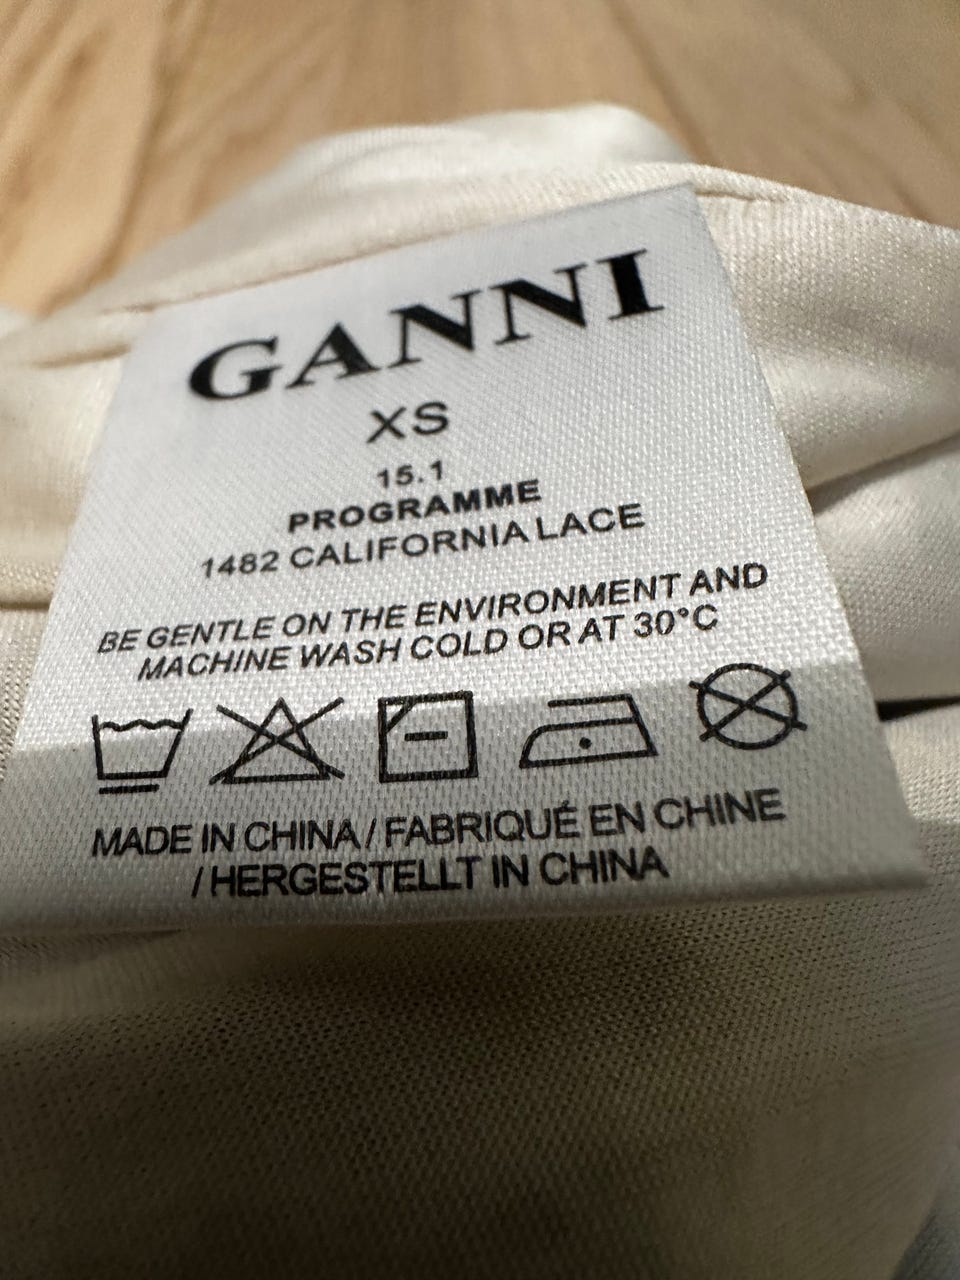 GANNI
XS
15.1
PROGRAMME
1482 CALIFORNIA LACE
BE GENTLE ON THE ENVIRONMENT AND
MACHINE WASH COLD OR AT 30°C
MADE IN CHINA / FABRIQUÉ EN CHINE
/ HERGESTELLT IN CHINA